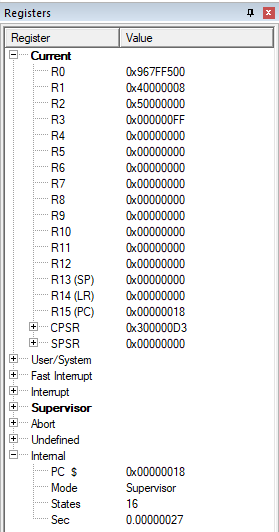 Registers
Register Value
Current
R0 0x967FF500
R1 0x40000008
R2 0x50000000
R3 0x000000FF
R4 0x00000000
R5 0x00000000
R6 0x00000000
R7 0x00000000
R8 0x00000000
R9 0x00000000
R10 0x00000000
R11 0x00000000
R12 0x00000000
R13 (SP) 0x00000000
R14 (LR) 0x00000000
R15 (PC) 0x00000018
CPSR 0x300000D3
SPSR 0x00000000
User/System
Fast Interrupt
Interrupt
Supervisor
Abort
Undefined
Internal
PC $ 0x00000018
Mode Supervisor
States 16
Sec 0.00000027